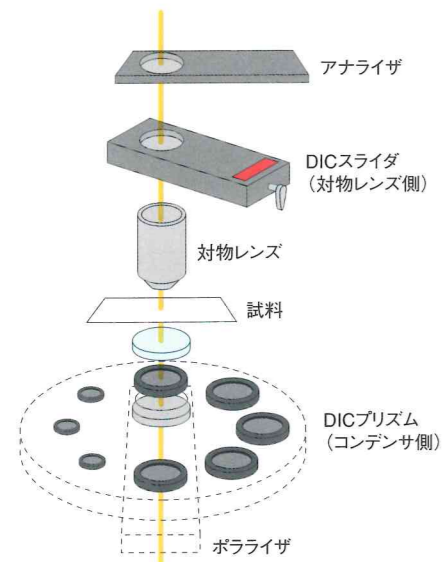 アナライザ
DICスライダ
（対物レンズ側）
対物レンズ
試料
DICプリズム
（コンデンサ側）
ポラライザ